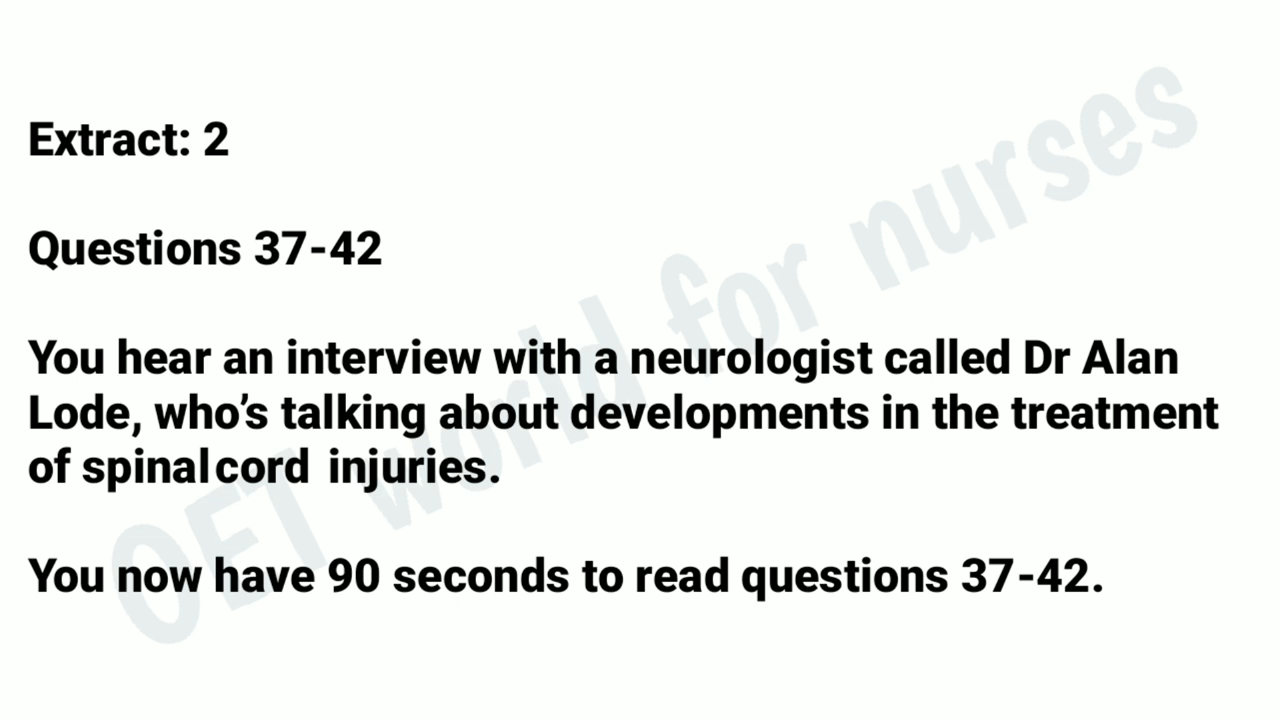 Extract: 2
Questions 37-42
You hear an interview with a neurologist called Dr Alan
Lode, who's talking about developments in the treatment
of spinal cord injuries.
You now have 90 seconds to read questions 37-42.
OET world for nurses